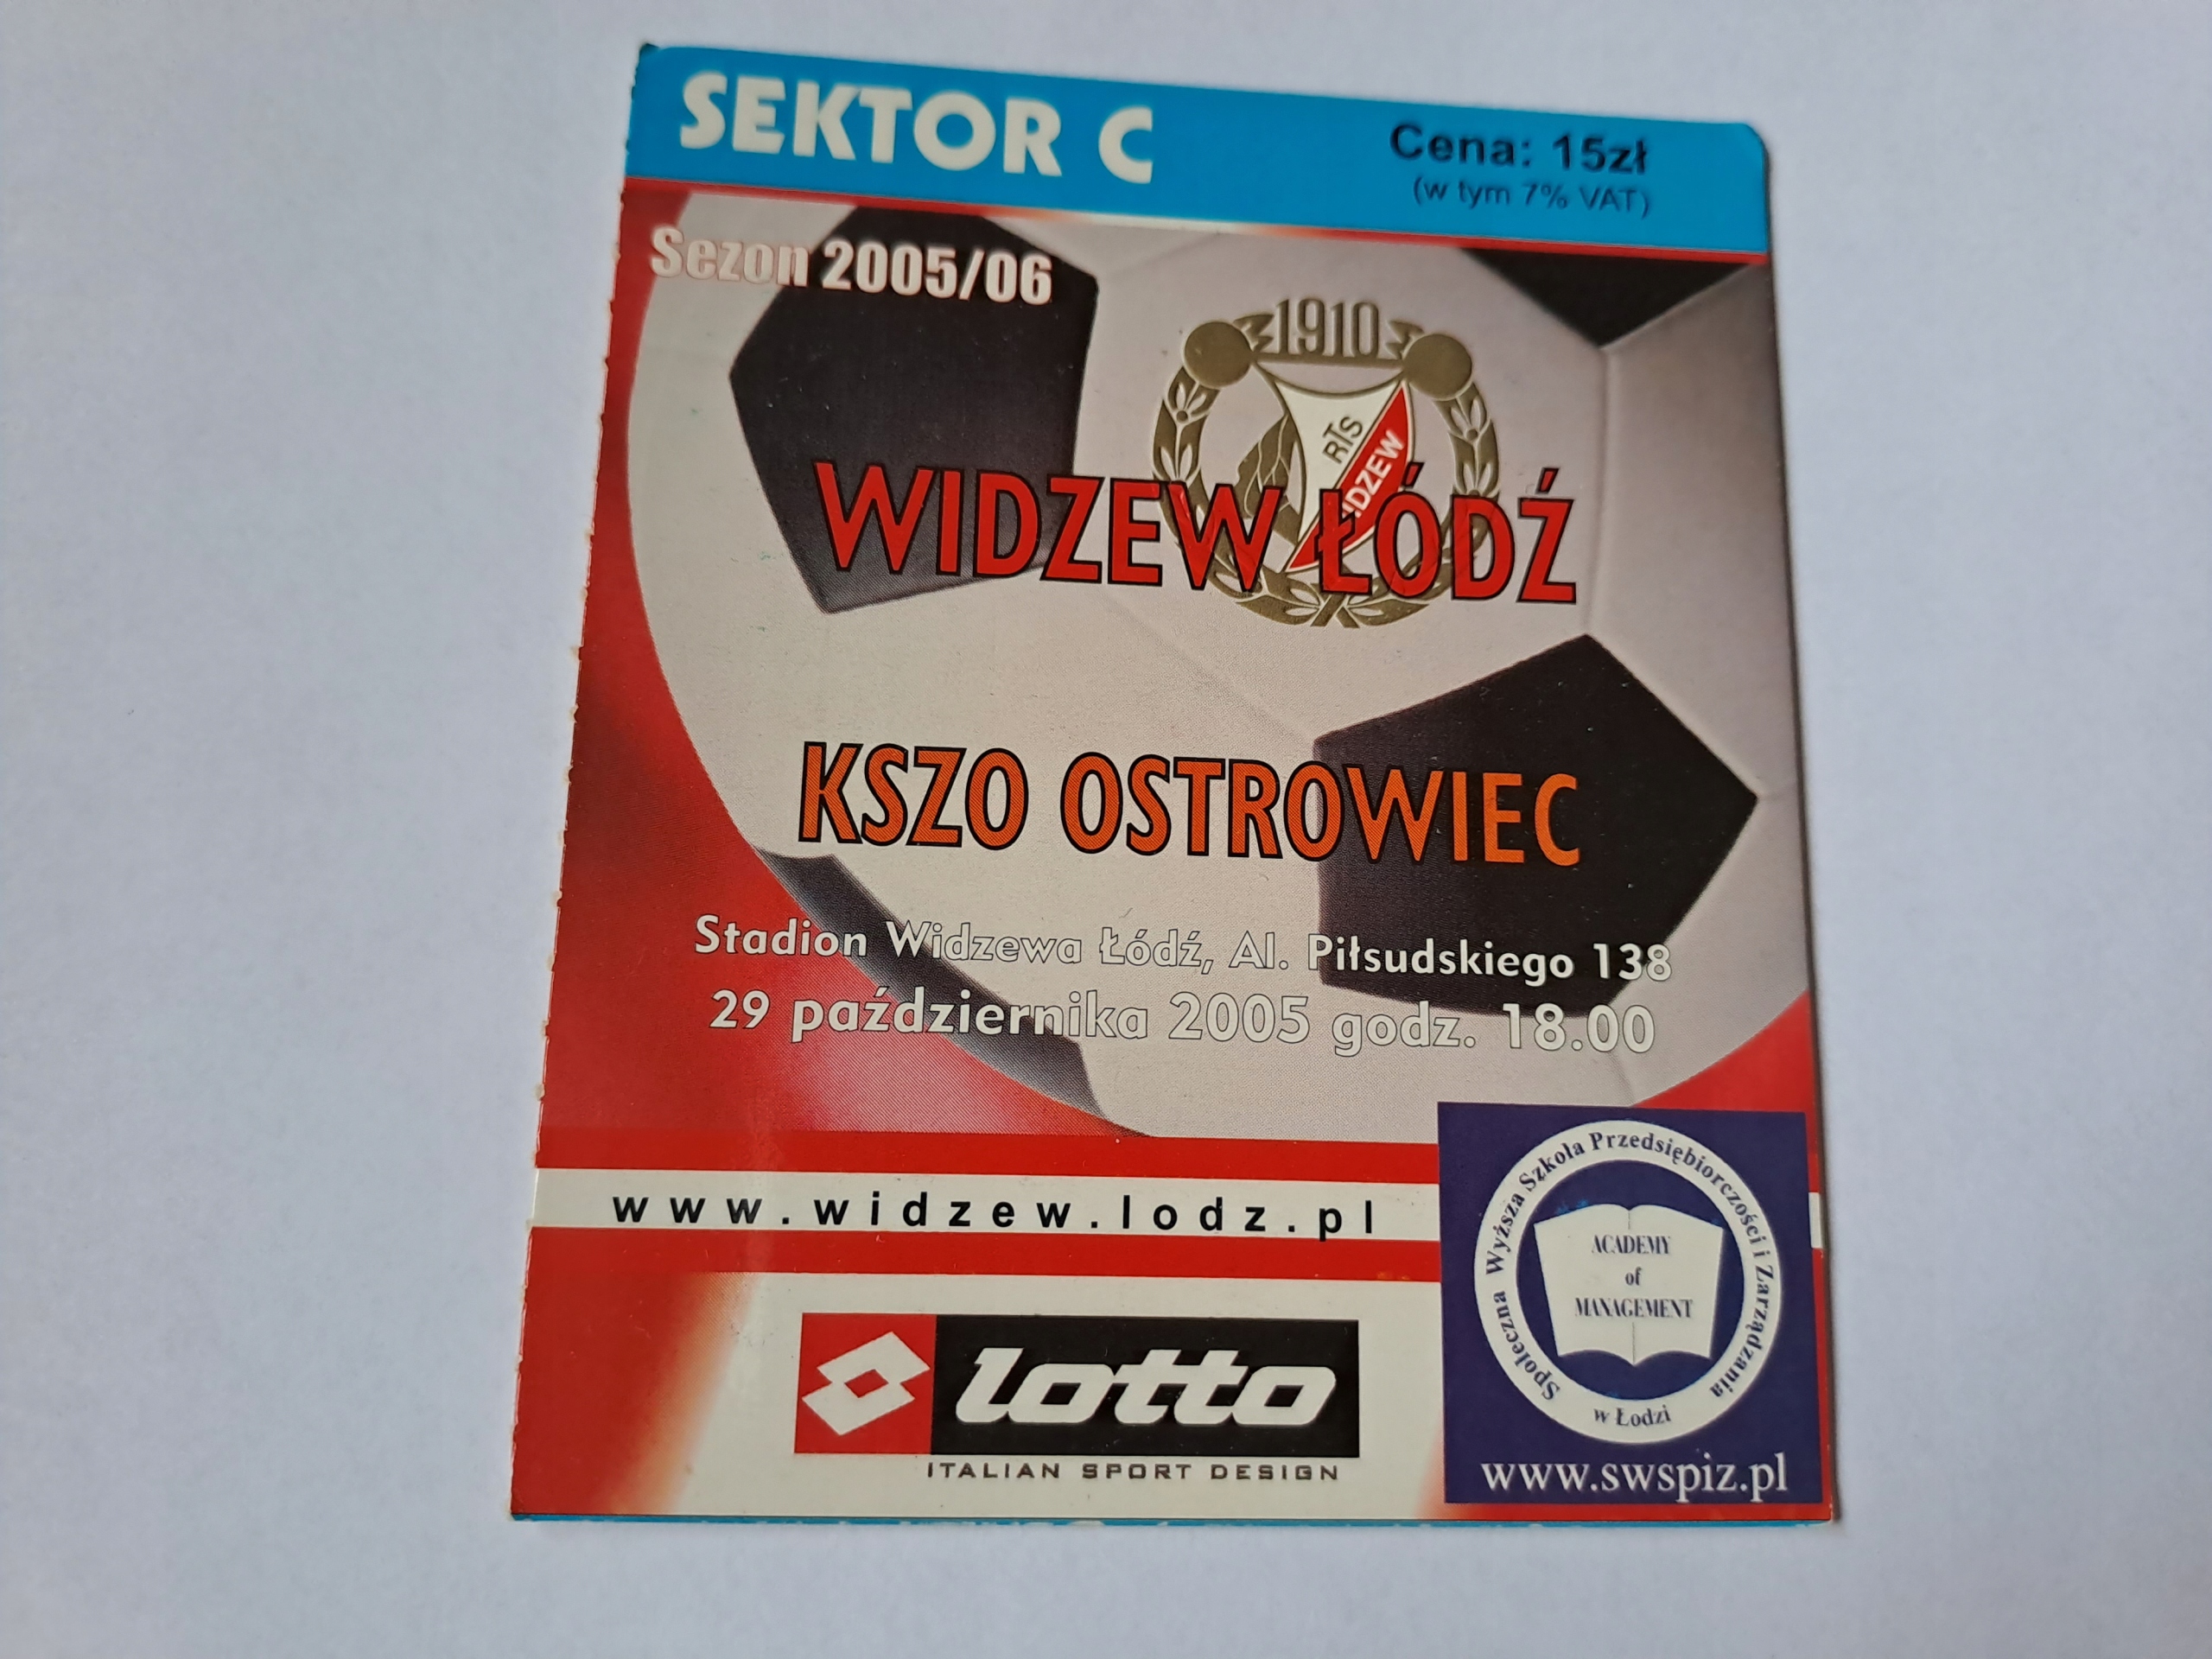 SEKTOR C
Cena: 15zł
(w tym 7% VAT)
Sezon 2005/06
1910
RTS
WIDZEW ŁÓDŹ
KSZO OSTROWIEC
Stadion Widzewa Łódź, Al. Piłsudskiego 138
29 października 2005 godz. 18.00
www.widzew.lodz.pl
lotto
ITALIAN SPORT DESIGN
Społeczna Wyższa Szkoła Przedsiębiorczości i Zarządzania
w Łodzi
ACADEMY
of
MANAGEMENT
www.swspiz.pl